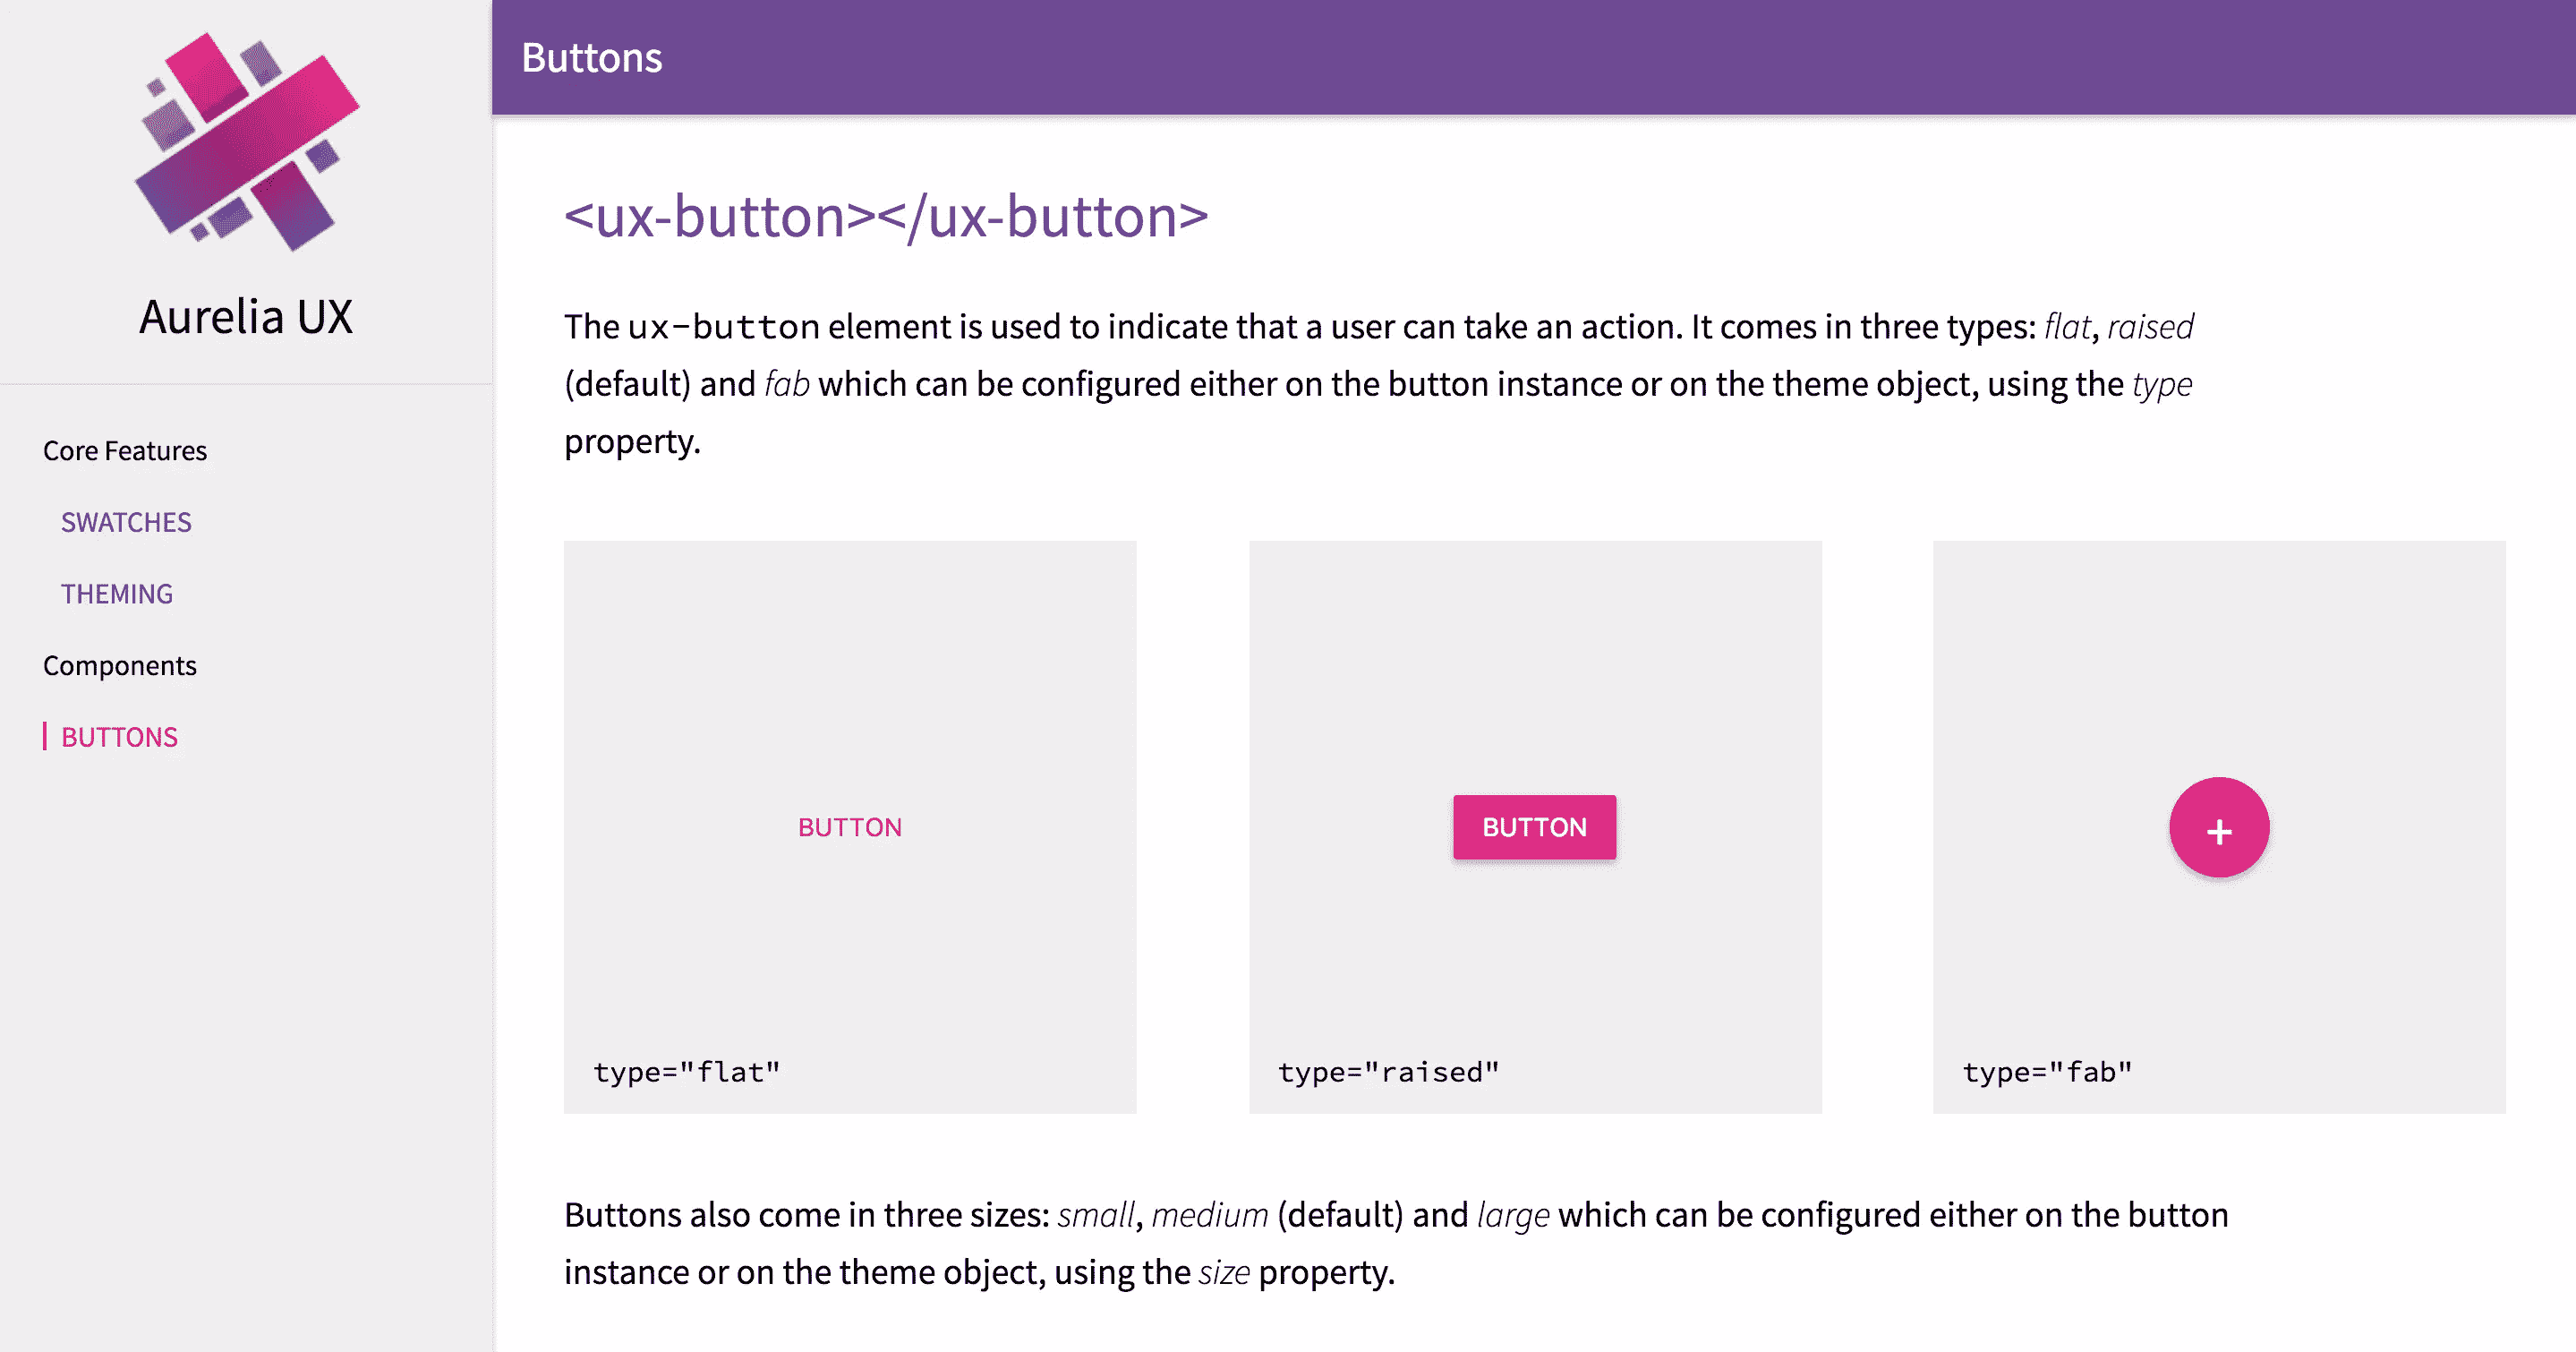 Aurelia UX
Core Features
SWATCHES
THEMING
Components
BUTTONS
Buttons
<ux-button></ux-button>
The ux-button element is used to indicate that a user can take an action. It comes in three types: flat, raised
(default) and fab which can be configured either on the button instance or on the theme object, using the type
property.
BUTTON
type="flat"
BUTTON
type="raised"
+
type="fab"
Buttons also come in three sizes: small, medium (default) and large which can be configured either on the button
instance or on the theme object, using the size property.